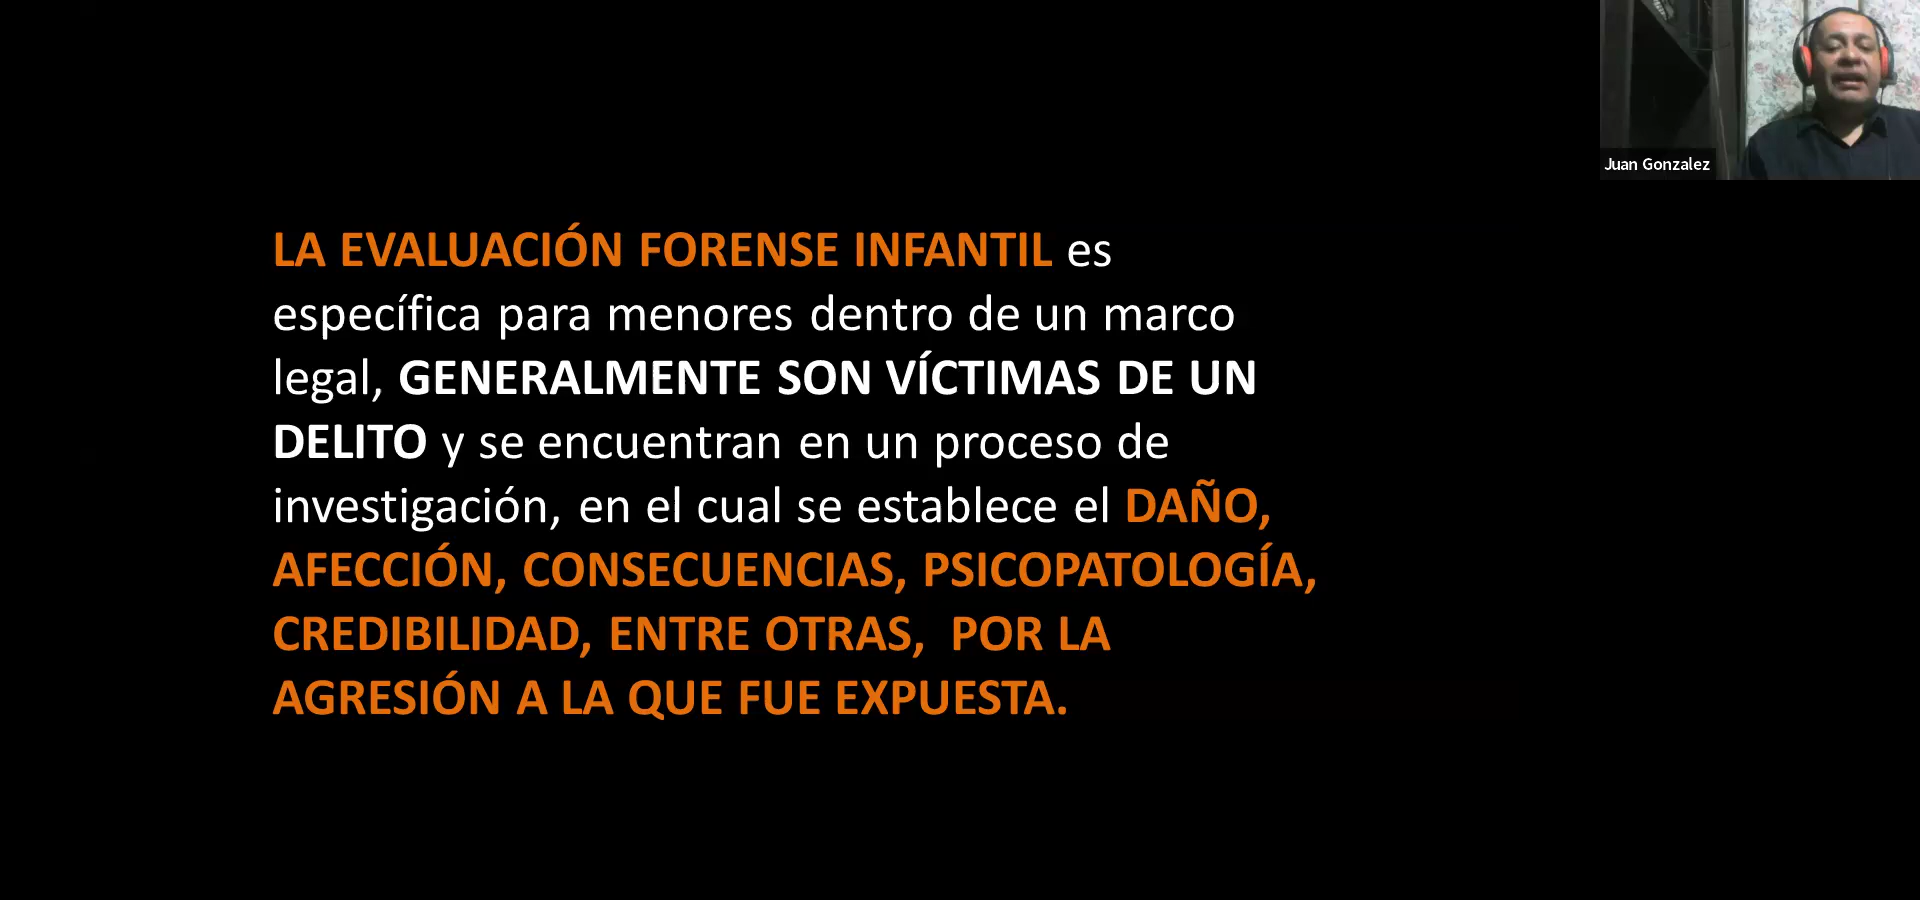 Juan Gonzalez
LA EVALUACIÓN FORENSE INFANTIL es
específica para menores dentro de un marco
legal, GENERALMENTE SON VÍCTIMAS DE UN
DELITO y se encuentran en un proceso de
investigación, en el cual se establece el DAÑO,
AFECCIÓN, CONSECUENCIAS, PSICOPATOLOGÍA,
CREDIBILIDAD, ENTRE OTRAS,  POR LA
AGRESIÓN A LA QUE FUE EXPUESTA.